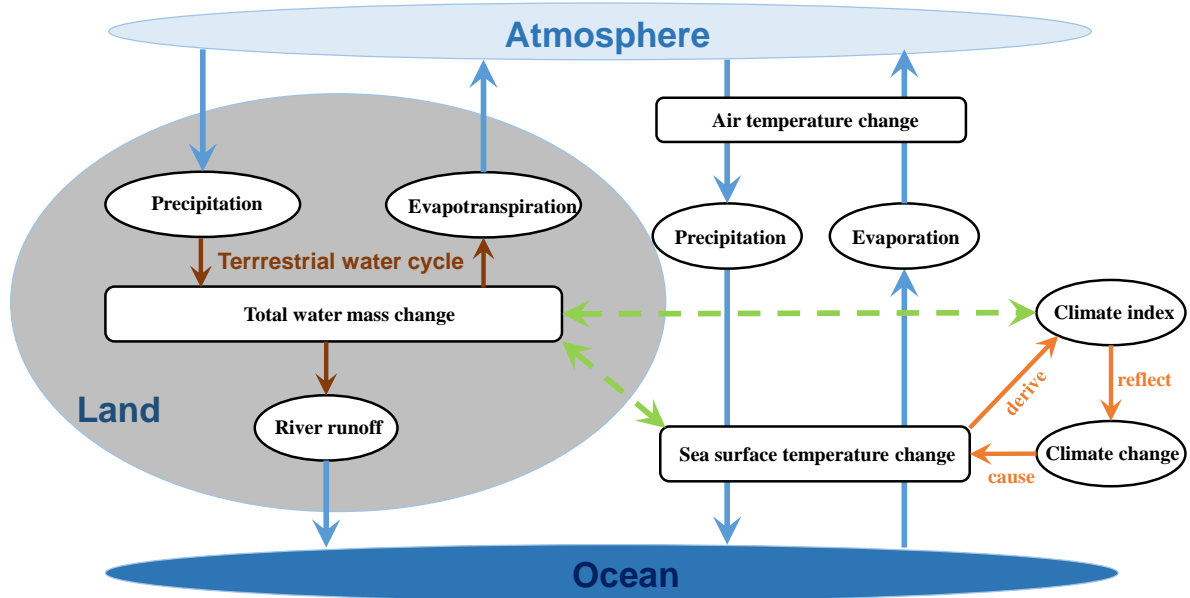 Atmosphere
Air temperature change
Precipitation
Evapotranspiration
Precipitation
Evaporation
Terrrestrial water cycle
Total water mass change
Climate index
derive
reflect
Land
River runoff
Sea surface temperature change
Climate change
cause
Ocean